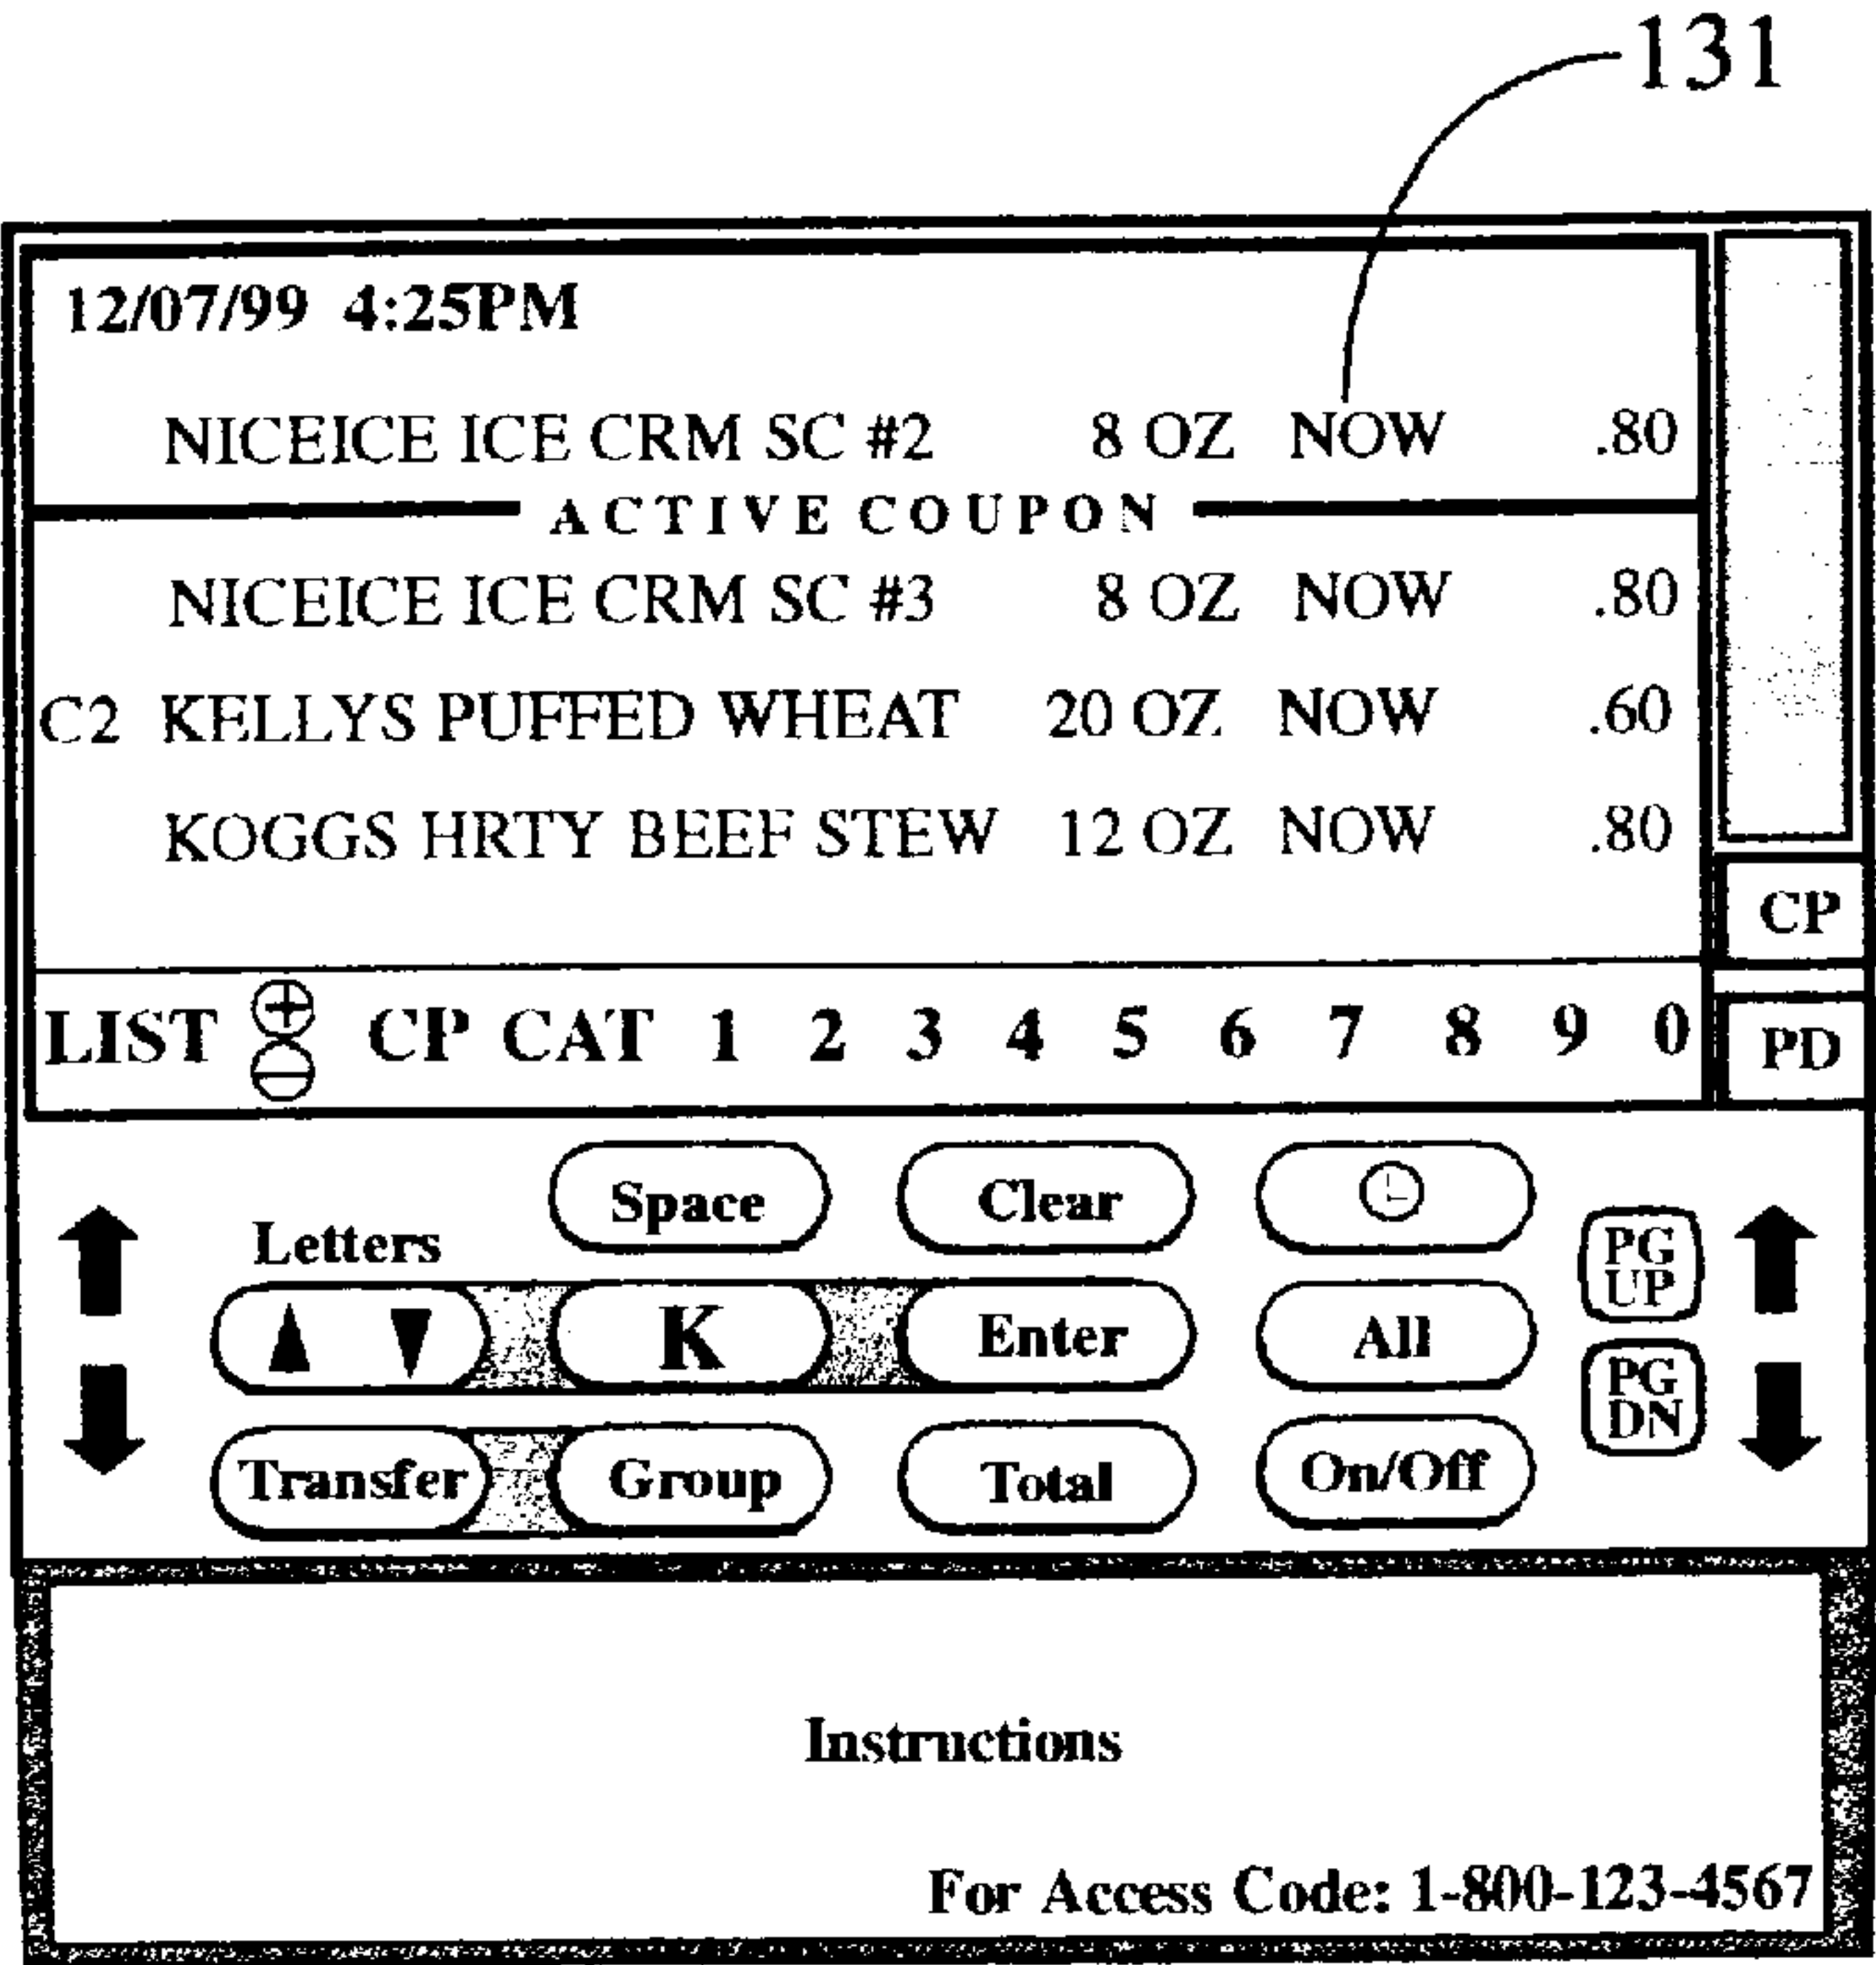 131
12/07/99 4:25PM
NICEICE ICE CRM SC #2 8 OZ NOW .80
ACTIVE COUPON
NICEICE ICE CRM SC #3 8 OZ NOW .80
C2 KELLYS PUFFED WHEAT 20 OZ NOW .60
KOGGS HRTY BEEF STEW 12 OZ NOW .80
CP
LIST CP CAT 1 2 3 4 5 6 7 8 9 0
PD
Space Clear
Letters
PG
UP
K Enter All
PG
DN
Transfer Group Total On/Off
Instructions
For Access Code: 1-800-123-4567